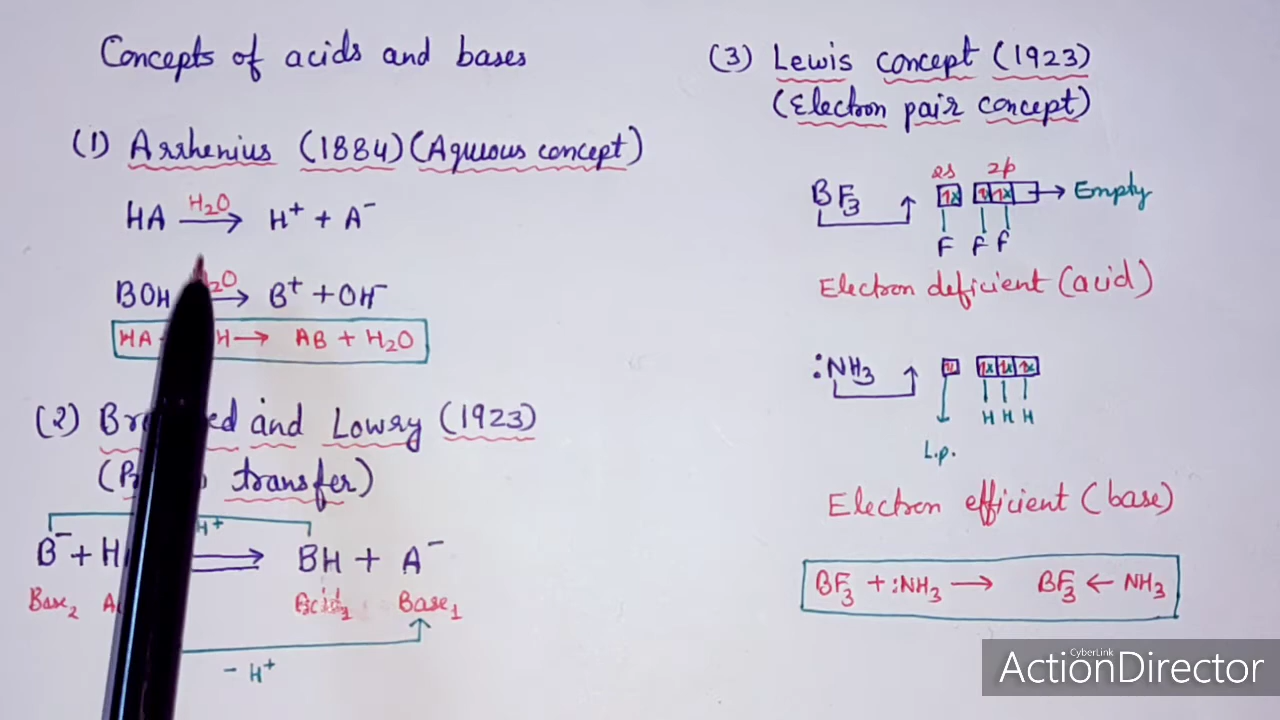 Concepts of acids and bases
(1) Arrhenius (1884) (Aqueous concept)
HA H₂O → H⁺ + A⁻
BOH → B⁺ + OH⁻
HA → AB + H₂O
(2) and Lowry (1923)
transfer)
H⁺
B⁻ + ⇌ BH + A⁻
Base₂ Base₁
- H⁺
(3) Lewis concept (1923)
(Electron pair concept)
2s 2p
BF₃ → Empty
F F F
Electron deficient (acid)
:NH₃
H H H
L.p.
Electron efficient (base)
BF₃ + :NH₃ → BF₃ ← NH₃
CyberLink
ActionDirector